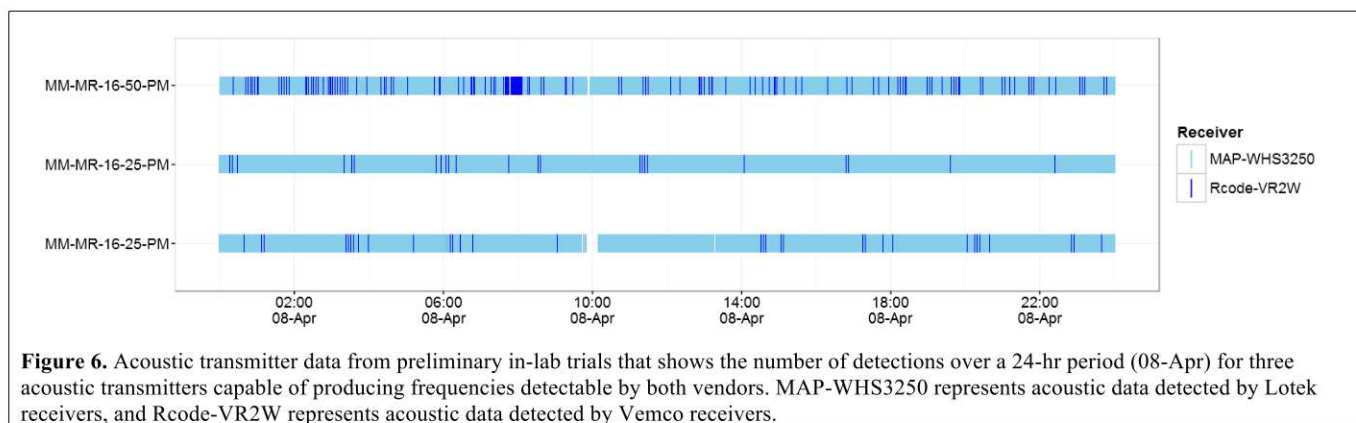 MM-MR-16-50-PM
MM-MR-16-25-PM
MM-MR-16-25-PM
02:00
08-Apr
06:00
08-Apr
10:00
08-Apr
14:00
08-Apr
18:00
08-Apr
22:00
08-Apr
Receiver
MAP-WHS3250
Rcode-VR2W
Figure 6. Acoustic transmitter data from preliminary in-lab trials that shows the number of detections over a 24-hr period (08-Apr) for three
acoustic transmitters capable of producing frequencies detectable by both vendors. MAP-WHS3250 represents acoustic data detected by Lotek
receivers, and Rcode-VR2W represents acoustic data detected by Vemco receivers.